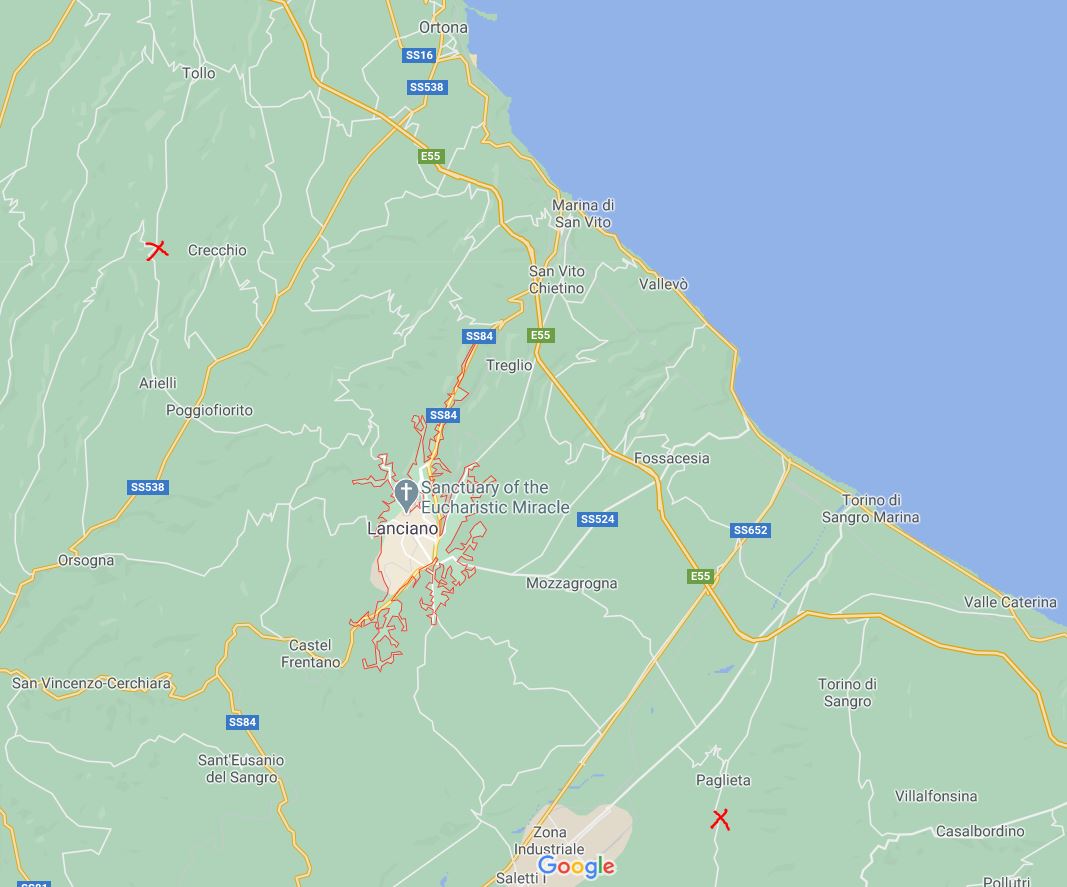 Ortona
SS16
Tollo
SS538
E55
Marina di
San Vito
Crecchio
San Vito
Chietino
Vallevò
SS84
E55
Treglio
Arielli
Poggiofiorito
SS84
Fossacesia
SS538
Sanctuary of the
Eucharistic Miracle
Lanciano
SS524
Torino di
Sangro Marina
SS652
Orsogna
Mozzagrogna
E55
Valle Caterina
Castel
Frentano
San Vincenzo-Cerchiara
Torino di
Sangro
SS84
Sant'Eusanio
del Sangro
Paglieta
Villalfonsina
Zona
Industriale
Casalbordino
Google
Saletti I
Pollutri